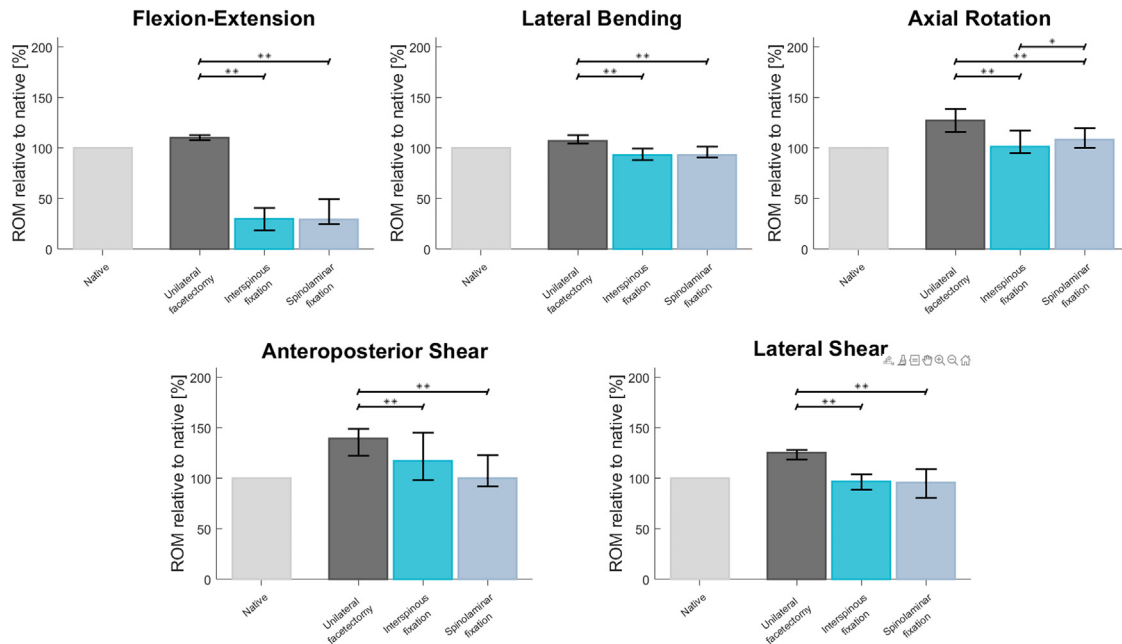 Flexion-Extension
ROM relative to native [%]
200
150
100
50
0
**
**
Native
Unilateral
facetectomy
Interspinous
fixation
Spinolaminar
fixation
Lateral Bending
ROM relative to native [%]
200
150
100
50
0
**
**
Native
Unilateral
facetectomy
Interspinous
fixation
Spinolaminar
fixation
Axial Rotation
ROM relative to native [%]
200
150
100
50
0
*
**
**
Native
Unilateral
facetectomy
Interspinous
fixation
Spinolaminar
fixation
Anteroposterior Shear
ROM relative to native [%]
200
150
100
50
0
**
**
Native
Unilateral
facetectomy
Interspinous
fixation
Spinolaminar
fixation
Lateral Shear
ROM relative to native [%]
200
150
100
50
0
**
**
Native
Unilateral
facetectomy
Interspinous
fixation
Spinolaminar
fixation